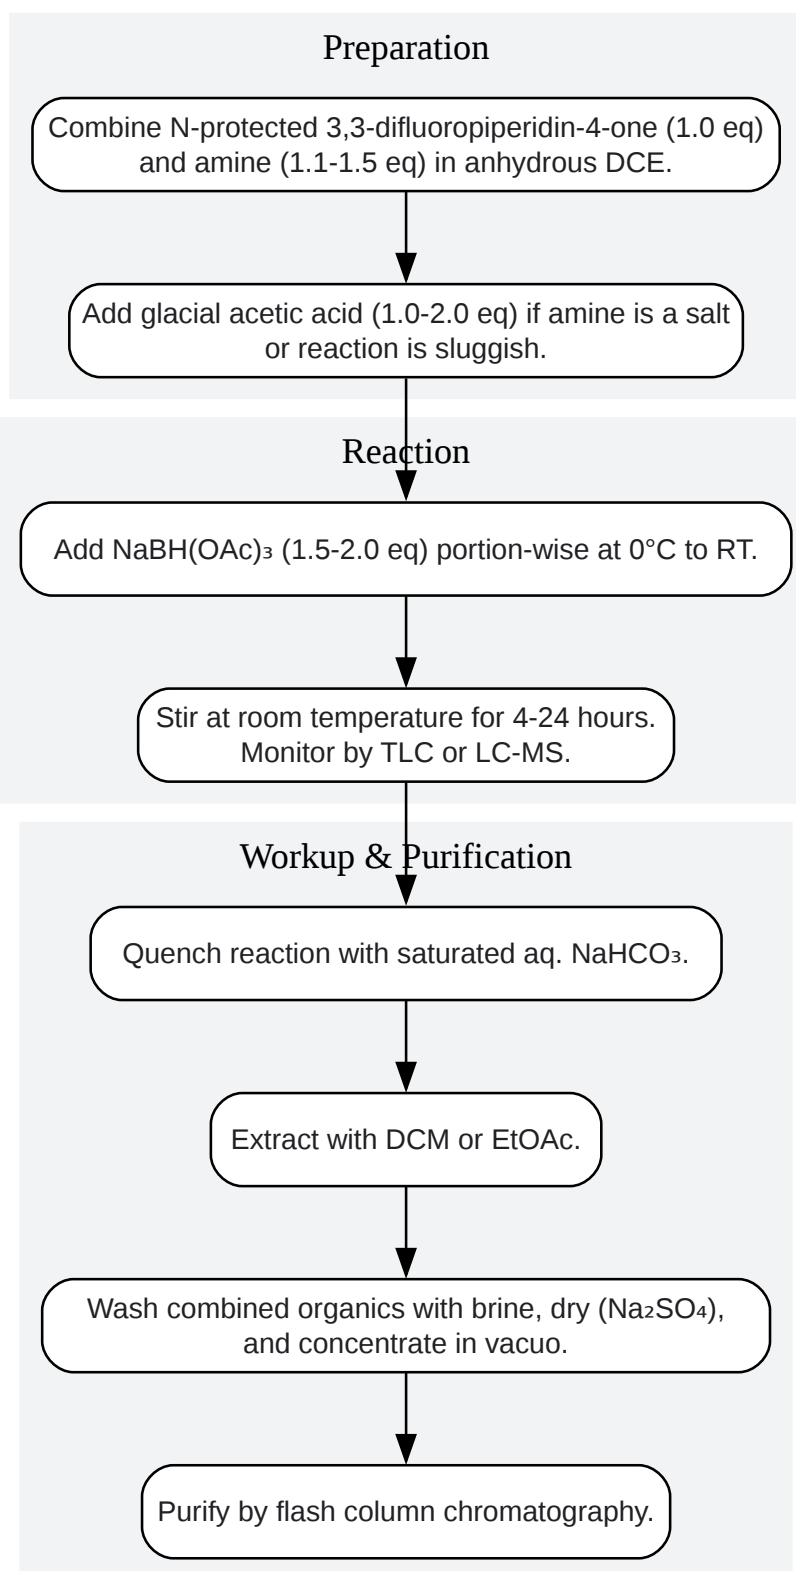 Preparation
Combine N-protected 3,3-difluoropiperidin-4-one (1.0 eq)
and amine (1.1-1.5 eq) in anhydrous DCE.
Add glacial acetic acid (1.0-2.0 eq) if amine is a salt
or reaction is sluggish.
Reaction
Add NaBH(OAc)₃ (1.5-2.0 eq) portion-wise at 0°C to RT.
Stir at room temperature for 4-24 hours.
Monitor by TLC or LC-MS.
Workup & Purification
Quench reaction with saturated aq. NaHCO₃.
Extract with DCM or EtOAc.
Wash combined organics with brine, dry (Na₂SO₄),
and concentrate in vacuo.
Purify by flash column chromatography.